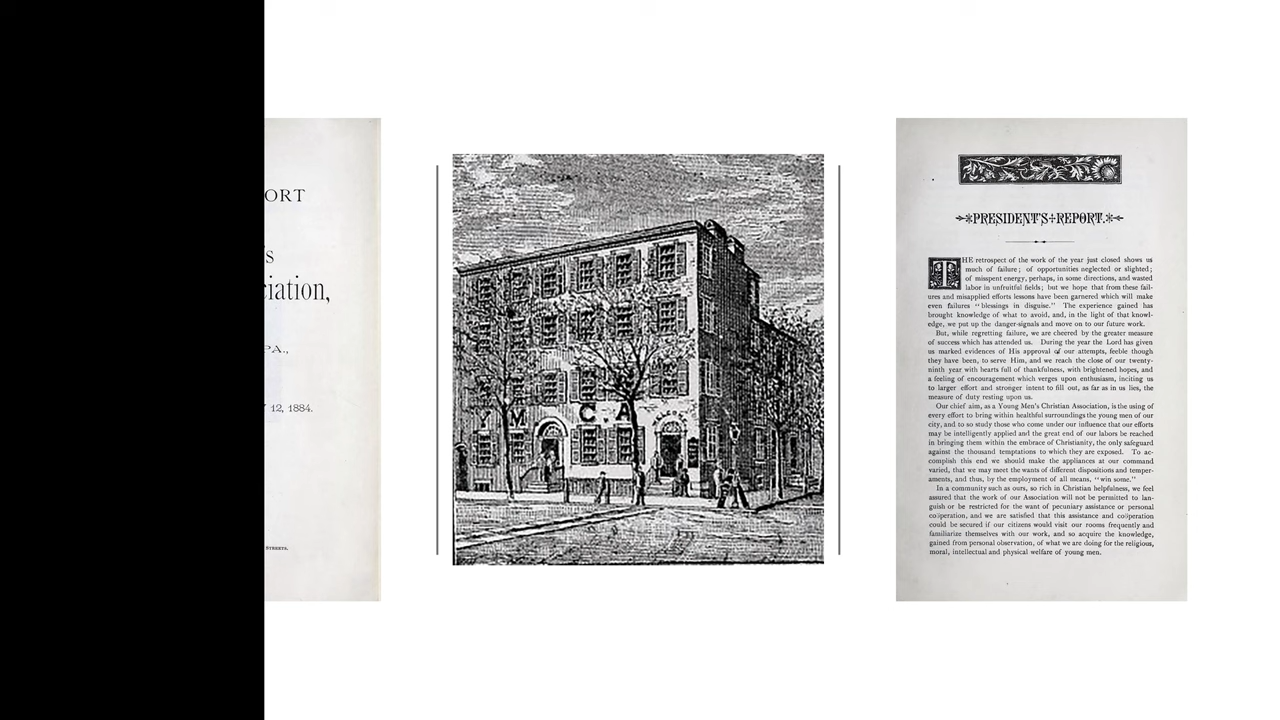 ORT
's
ciation,
PA.,
12, 1884.
STREETS.
Y M C. A
PRESIDENT'S REPORT.
THE retrospect of the work of the year just closed shows us
much of failure; of opportunities neglected or slighted;
of misspent energy, perhaps, in some directions, and wasted
labor in unfruitful fields; but we hope that from these fail-
ures and misapplied efforts lessons have been garnered which will make
even failures "blessings in disguise." The experience gained has
brought knowledge of what to avoid, and, in the light of that knowl-
edge, we put up the danger-signals and move on to our future work.
But, while regretting failure, we are cheered by the greater measure
of success which has attended us. During the year the Lord has given
us marked evidences of His approval of our attempts, feeble though
they have been, to serve Him, and we reach the close of our twenty-
ninth year with hearts full of thankfulness, with brightened hopes, and
a feeling of encouragement which verges upon enthusiasm, inciting us
to larger effort and stronger intent to fill out, as far as in us lies, the
measure of duty resting upon us.
Our chief aim, as a Young Men's Christian Association, is the using of
every effort to bring within healthful surroundings the young men of our
city, and to so study those who come under our influence that our efforts
may be intelligently applied and the great end of our labors be reached
in bringing them within the embrace of Christianity, the only safeguard
against the thousand temptations to which they are exposed. To ac-
complish this end we should make the appliances at our command
varied, that we may meet the wants of different dispositions and temper-
aments, and thus, by the employment of all means, "win some."
In a community such as ours, so rich in Christian helpfulness, we feel
assured that the work of our Association will not be permitted to lan-
guish or be restricted for the want of pecuniary assistance or personal
coöperation, and we are satisfied that this assistance and coöperation
could be secured if our citizens would visit our rooms frequently and
familiarize themselves with our work, and so acquire the knowledge,
gained from personal observation, of what we are doing for the religious,
moral, intellectual and physical welfare of young men.